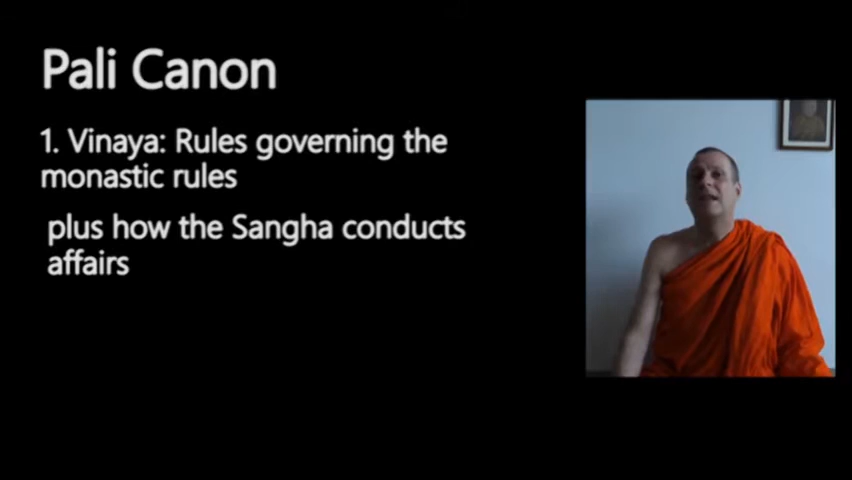 Pali Canon
1. Vinaya: Rules governing the
monastic rules
plus how the Sangha conducts
affairs